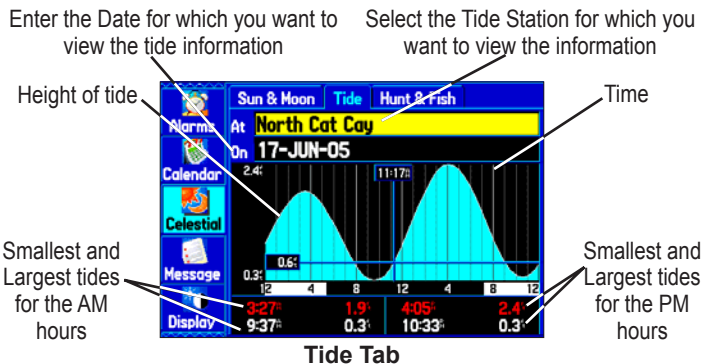 Enter the Date for which you want to
view the tide information
Select the Tide Station for which you
want to view the information
Height of tide
Time
Smallest and
Largest tides
for the AM
hours
Smallest and
Largest tides
for the PM
hours
Alarms
Calendar
Celestial
Message
Display
Sun & Moon Tide Hunt & Fish
At North Cat Cay
On 17-JUN-05
2.4
11:17
0.6
0.3
12 4 8 12 4 8 12
3:27 1.9 4:05 2.4
9:37 0.3 10:33 0.3
Tide Tab